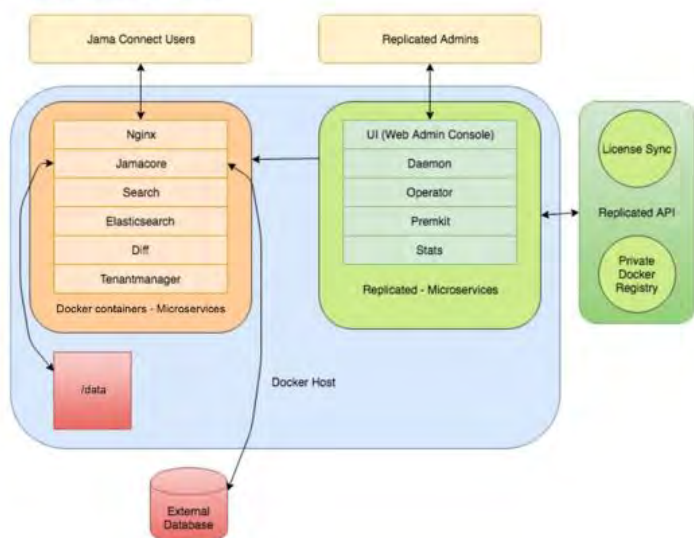 Jama Connect Users
Replicated Admins
Nginx
Jamacore
Search
Elasticsearch
Diff
Tenantmanager
Docker containers - Microservices
UI (Web Admin Console)
Daemon
Operator
Premkit
Stats
Replicated - Microservices
License Sync
Replicated API
Private
Docker
Registry
/data
Docker Host
External
Database